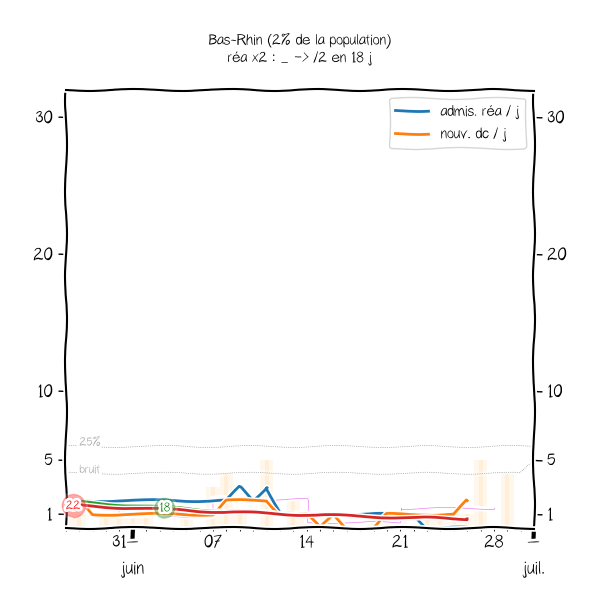 Bas-Rhin (2% de la population)
réa x2 : _ -> /2 en 18 j
admis. réa / j
nouv. dc / j
30 30
20 20
10 10
25%
5 5
bruit
22 18
1 1
31 07 14 21 28
juin juil.